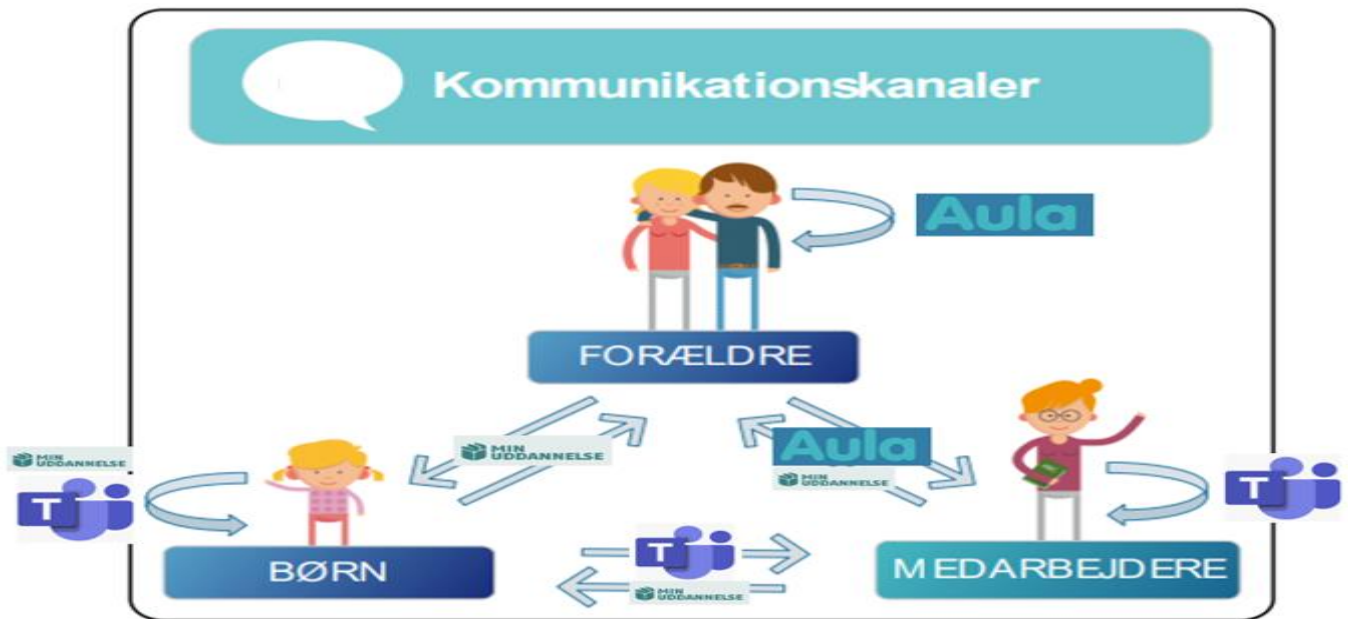 Kommunikationskanaler
Aula
FORÆLDRE
MIN
UDDANNELSE
Aula
MIN
UDDANNELSE
MIN
UDDANNELSE
T
T
BØRN
T
MIN
UDDANNELSE
MEDARBEJDERE